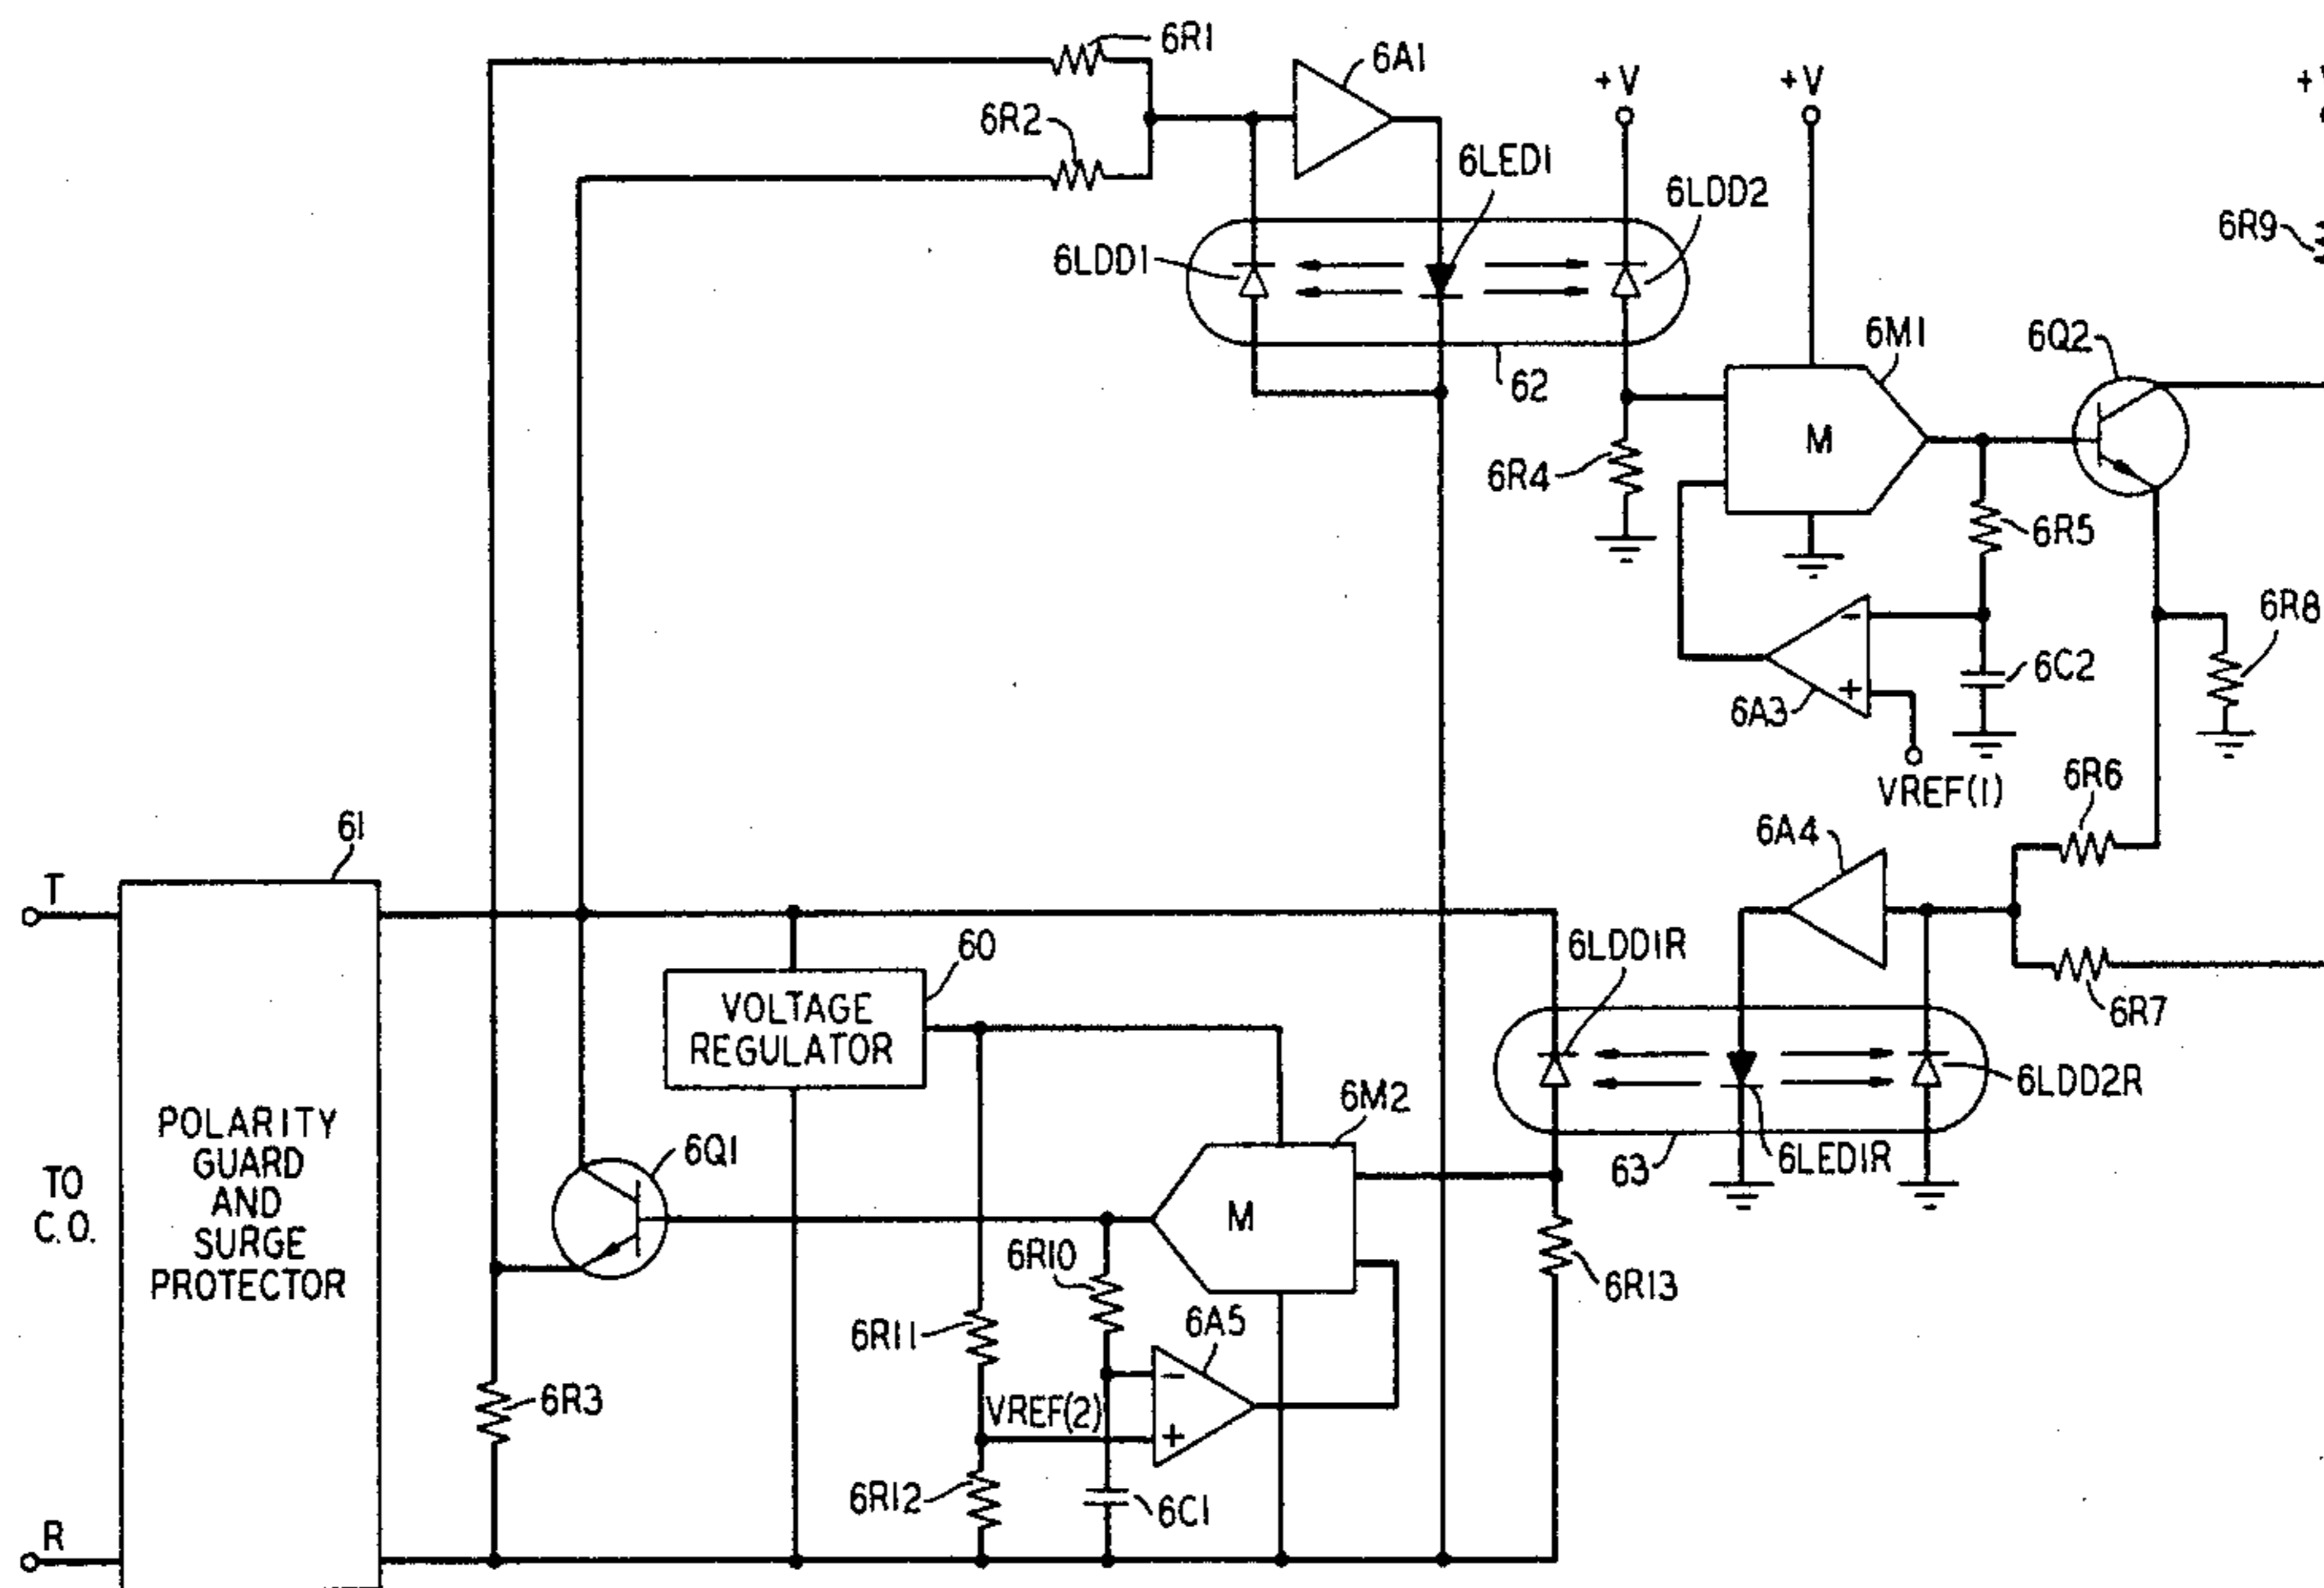 6R1
6A1
6R2
+V
+V
+
6LED1
6LDD2
6R9
6LDD1
6M1
6Q2
62
M
6R4
6R5
6R8
6C2
6A3
VREF(1)
6R6
6A4
61
T
60
6LDD1R
VOLTAGE
REGULATOR
6R7
6M2
6LDD2R
POLARITY
GUARD
AND
SURGE
PROTECTOR
TO
C.O.
6Q1
63
6LED1R
M
6R10
6R13
6R11
6A5
6R3
VREF(2)
6R12
6C1
R
-
+
-
+